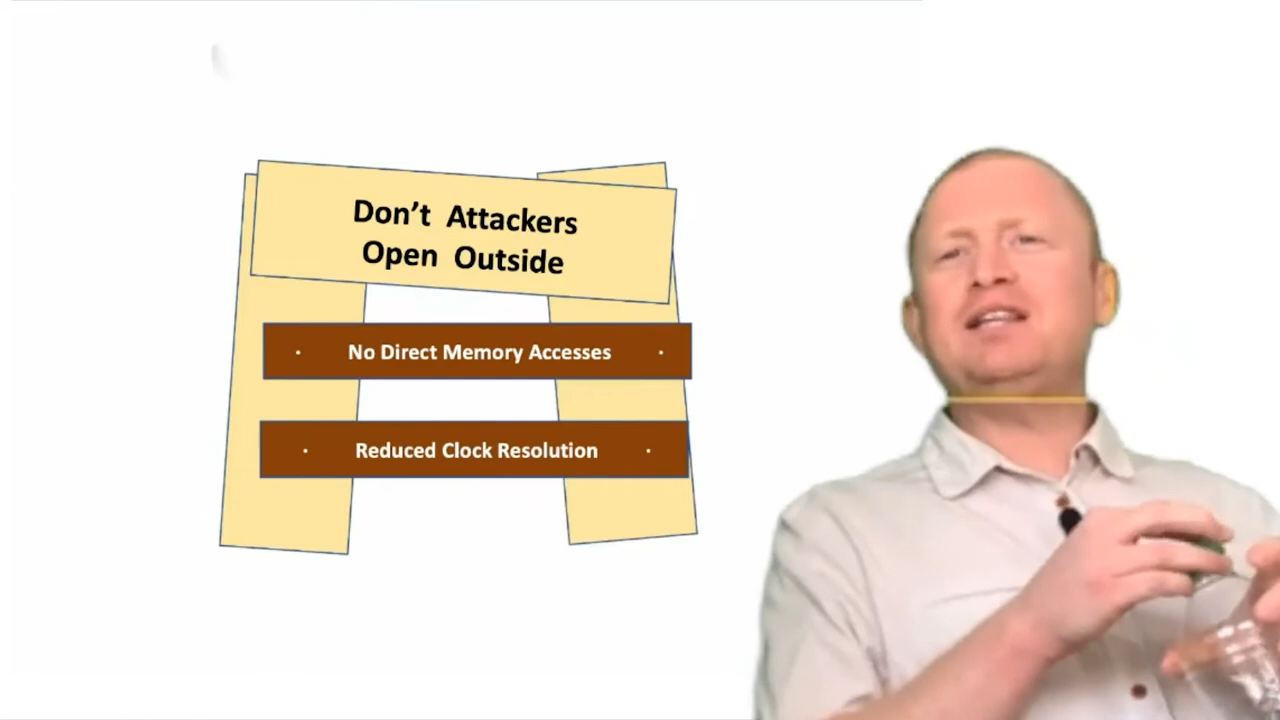 Don’t Attackers
Open Outside
· No Direct Memory Accesses ·
· Reduced Clock Resolution ·